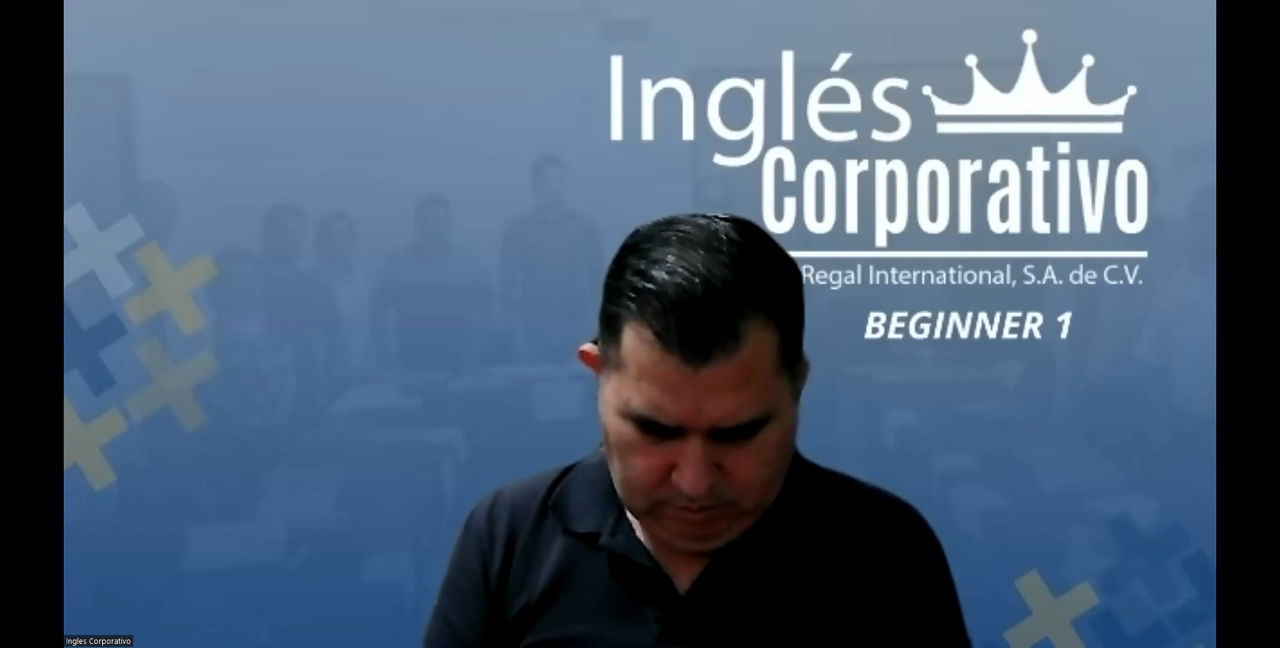 Inglés
Corporativo
Regal International, S.A. de C.V.
BEGINNER 1
Ingles Corporativo